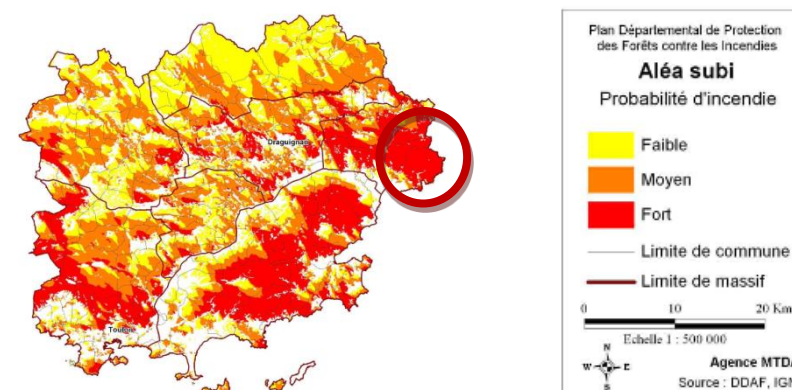 Draguignan
Toulon
Plan Départemental de Protection
des Forêts contre les Incendies
Aléa subi
Probabilité d'incendie
Faible
Moyen
Fort
Limite de commune
Limite de massif
0 10 20 Km
Echelle 1 : 500 000
N
W E
S
Agence MTDA
Source : DDAF, IGN